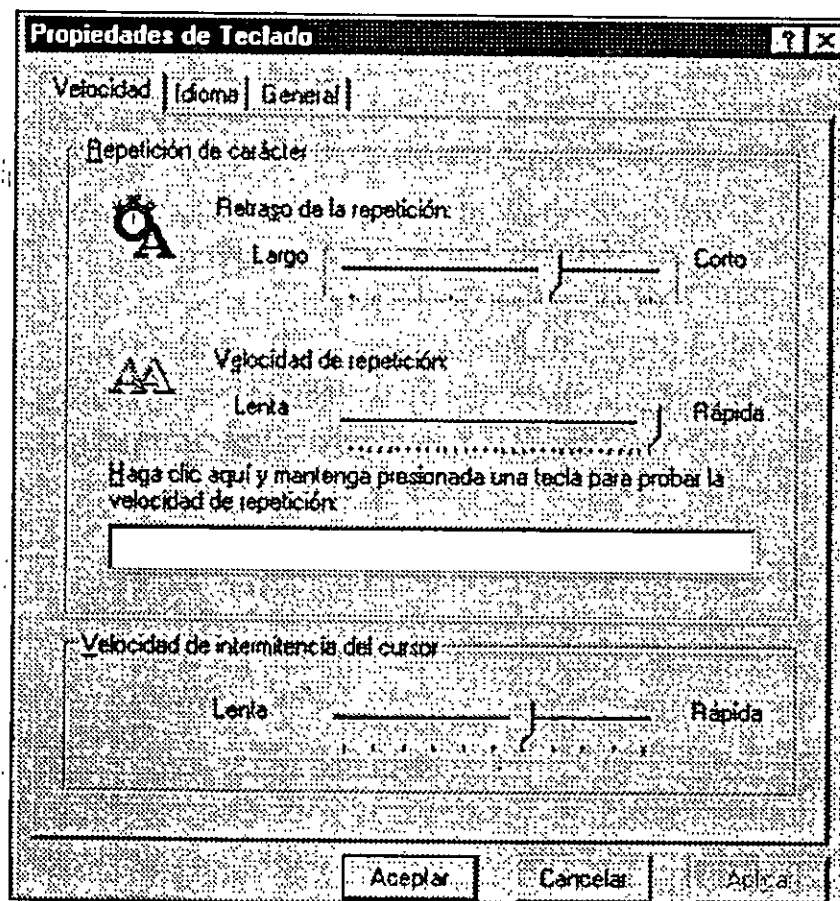 Propiedades de Teclado
Velocidad Idioma General
Repetición de carácter
Retraso de la repetición:
Largo Corto
Velocidad de repetición:
Lenta Rápida
Haga clic aquí y mantenga presionada una tecla para probar la
velocidad de repetición:
Velocidad de intermitencia del cursor
Lenta Rápida
Aceptar Cancelar Aplicar